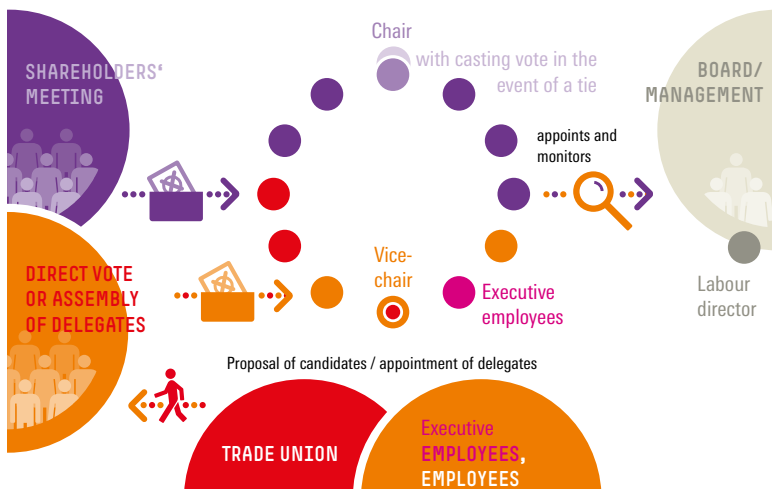 Chair
with casting vote in the
event of a tie
SHAREHOLDERS‘
MEETING
BOARD/
MANAGEMENT
appoints and
monitors
DIRECT VOTE
OR ASSEMBLY
OF DELEGATES
Vice-
chair
Executive
employees
Labour
director
Proposal of candidates / appointment of delegates
TRADE UNION
Executive
EMPLOYEES,
EMPLOYEES